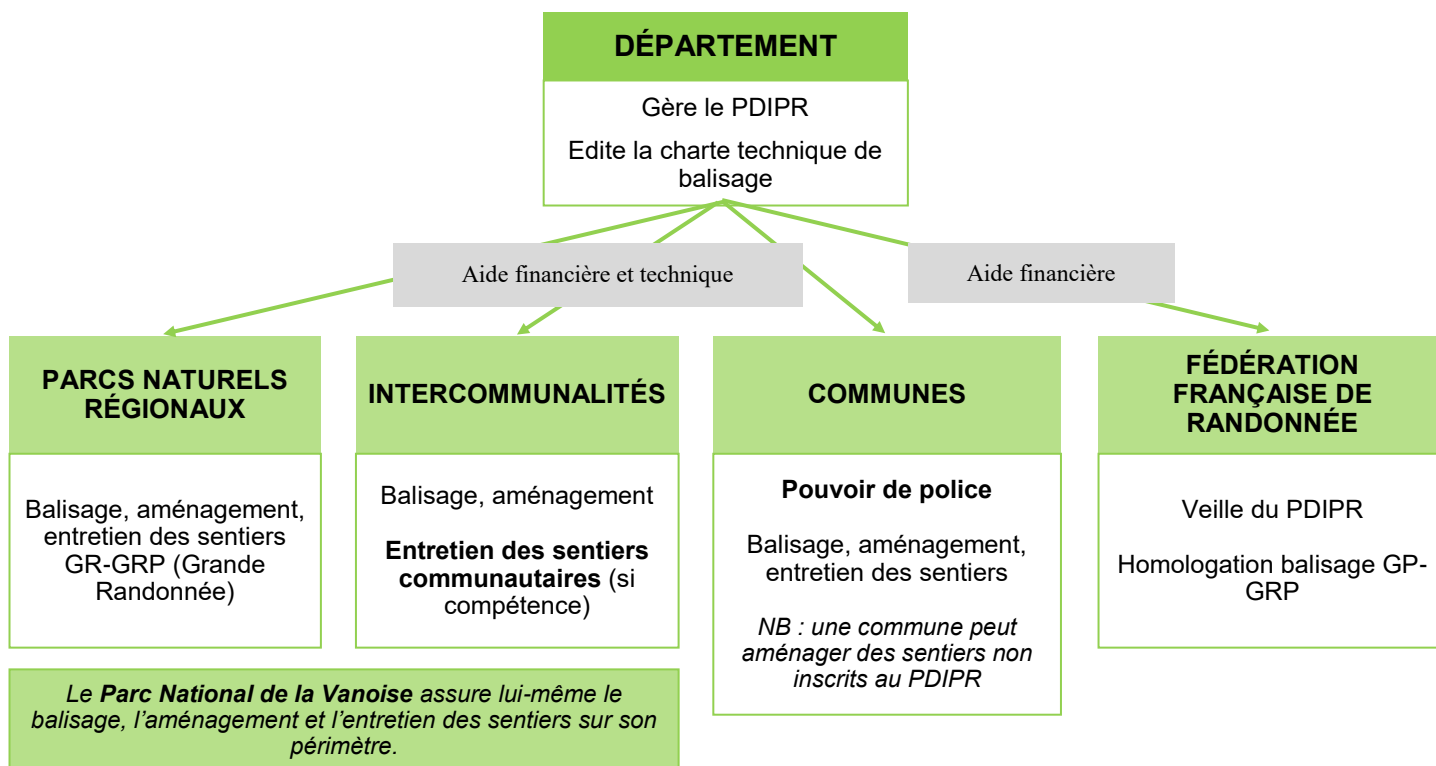 DÉPARTEMENT
Gère le PDIPR
Edite la charte technique de
balisage
Aide financière et technique
Aide financière
PARCS NATURELS
RÉGIONAUX
Balisage, aménagement,
entretien des sentiers
GR-GRP (Grande
Randonnée)
INTERCOMMUNALITÉS
Balisage, aménagement
Entretien des sentiers
communautaires (si
compétence)
COMMUNES
Pouvoir de police
Balisage, aménagement,
entretien des sentiers
NB : une commune peut
aménager des sentiers non
inscrits au PDIPR
FÉDÉRATION
FRANÇAISE DE
RANDONNÉE
Veille du PDIPR
Homologation balisage GP-
GRP
Le Parc National de la Vanoise assure lui-même le
balisage, l’aménagement et l’entretien des sentiers sur son
périmètre.